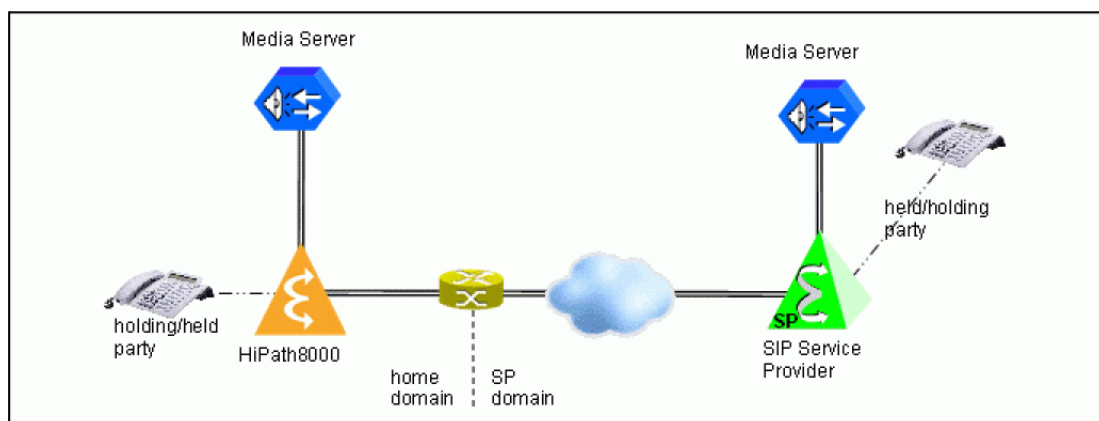 Media Server
Media Server
held/holding
party
holding/held
party
HiPath8000
home
domain
SP
domain
SP
SIP Service
Provider